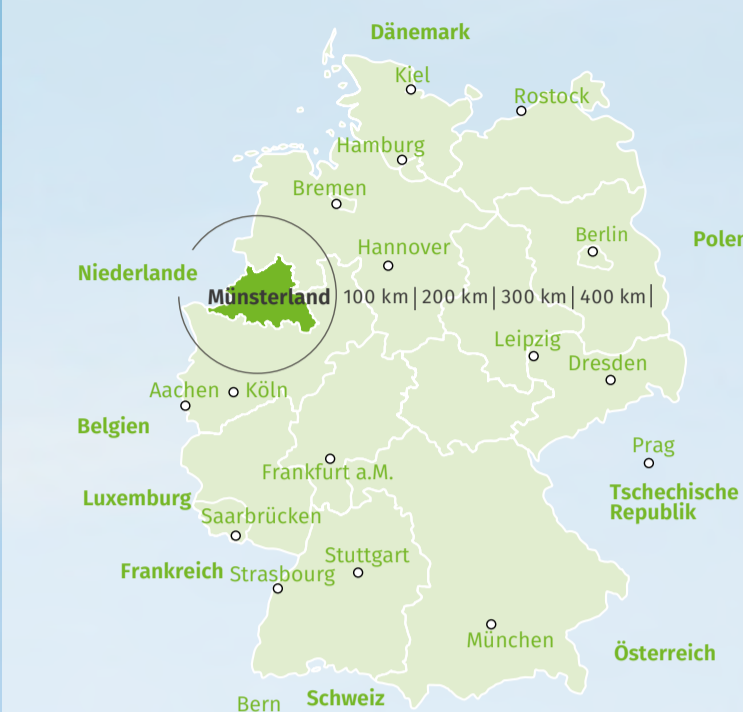 Dänemark
Kiel
Rostock
Hamburg
Bremen
Berlin
Polen
Hannover
Niederlande
Münsterland 100 km | 200 km | 300 km | 400 km |
Leipzig
Dresden
Aachen Köln
Belgien
Prag
Frankfurt a.M.
Tschechische
Republik
Luxemburg
Saarbrücken
Stuttgart
Frankreich Strasbourg
München
Österreich
Schweiz
Bern